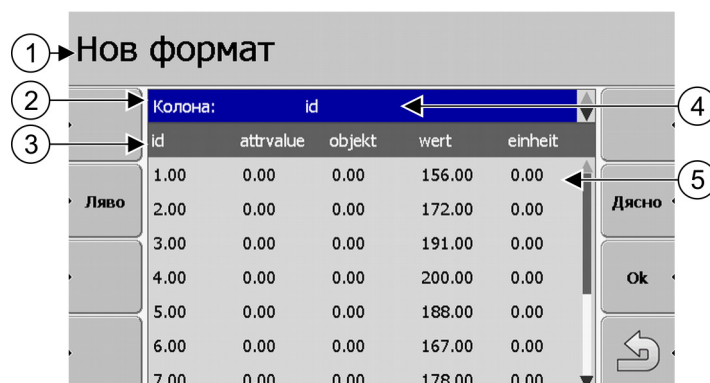 1 Нов формат
2 Колона: id 4
3 id attrvalue objekt wert einheit
1.00 0.00 0.00 156.00 0.00 5
Ляво 2.00 0.00 0.00 172.00 0.00 Дясно
3.00 0.00 0.00 191.00 0.00
4.00 0.00 0.00 200.00 0.00 Ok
5.00 0.00 0.00 188.00 0.00
6.00 0.00 0.00 167.00 0.00
7.00 0.00 0.00 178.00 0.00